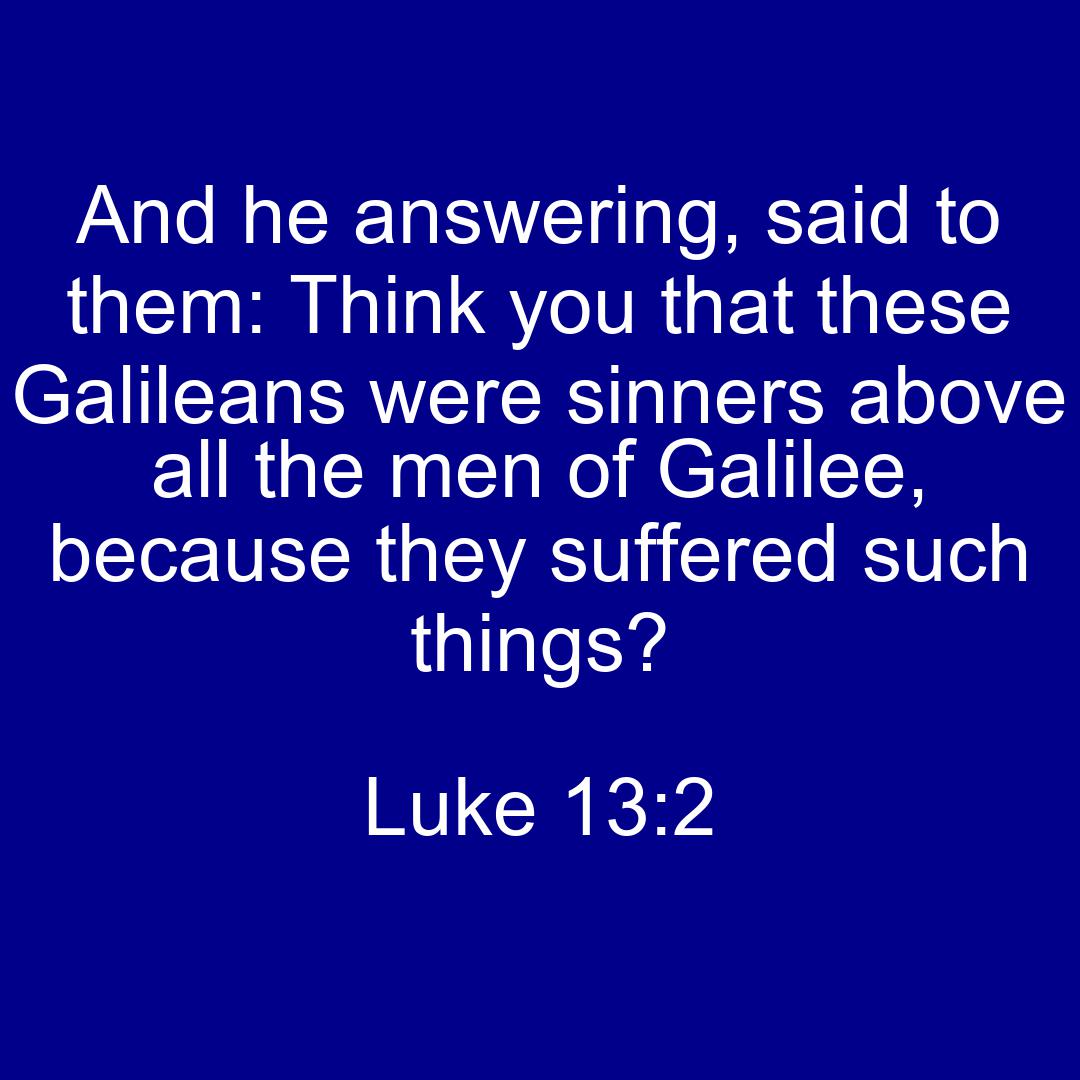 And he answering, said to
them: Think you that these
Galileans were sinners above
all the men of Galilee,
because they suffered such
things?
Luke 13:2